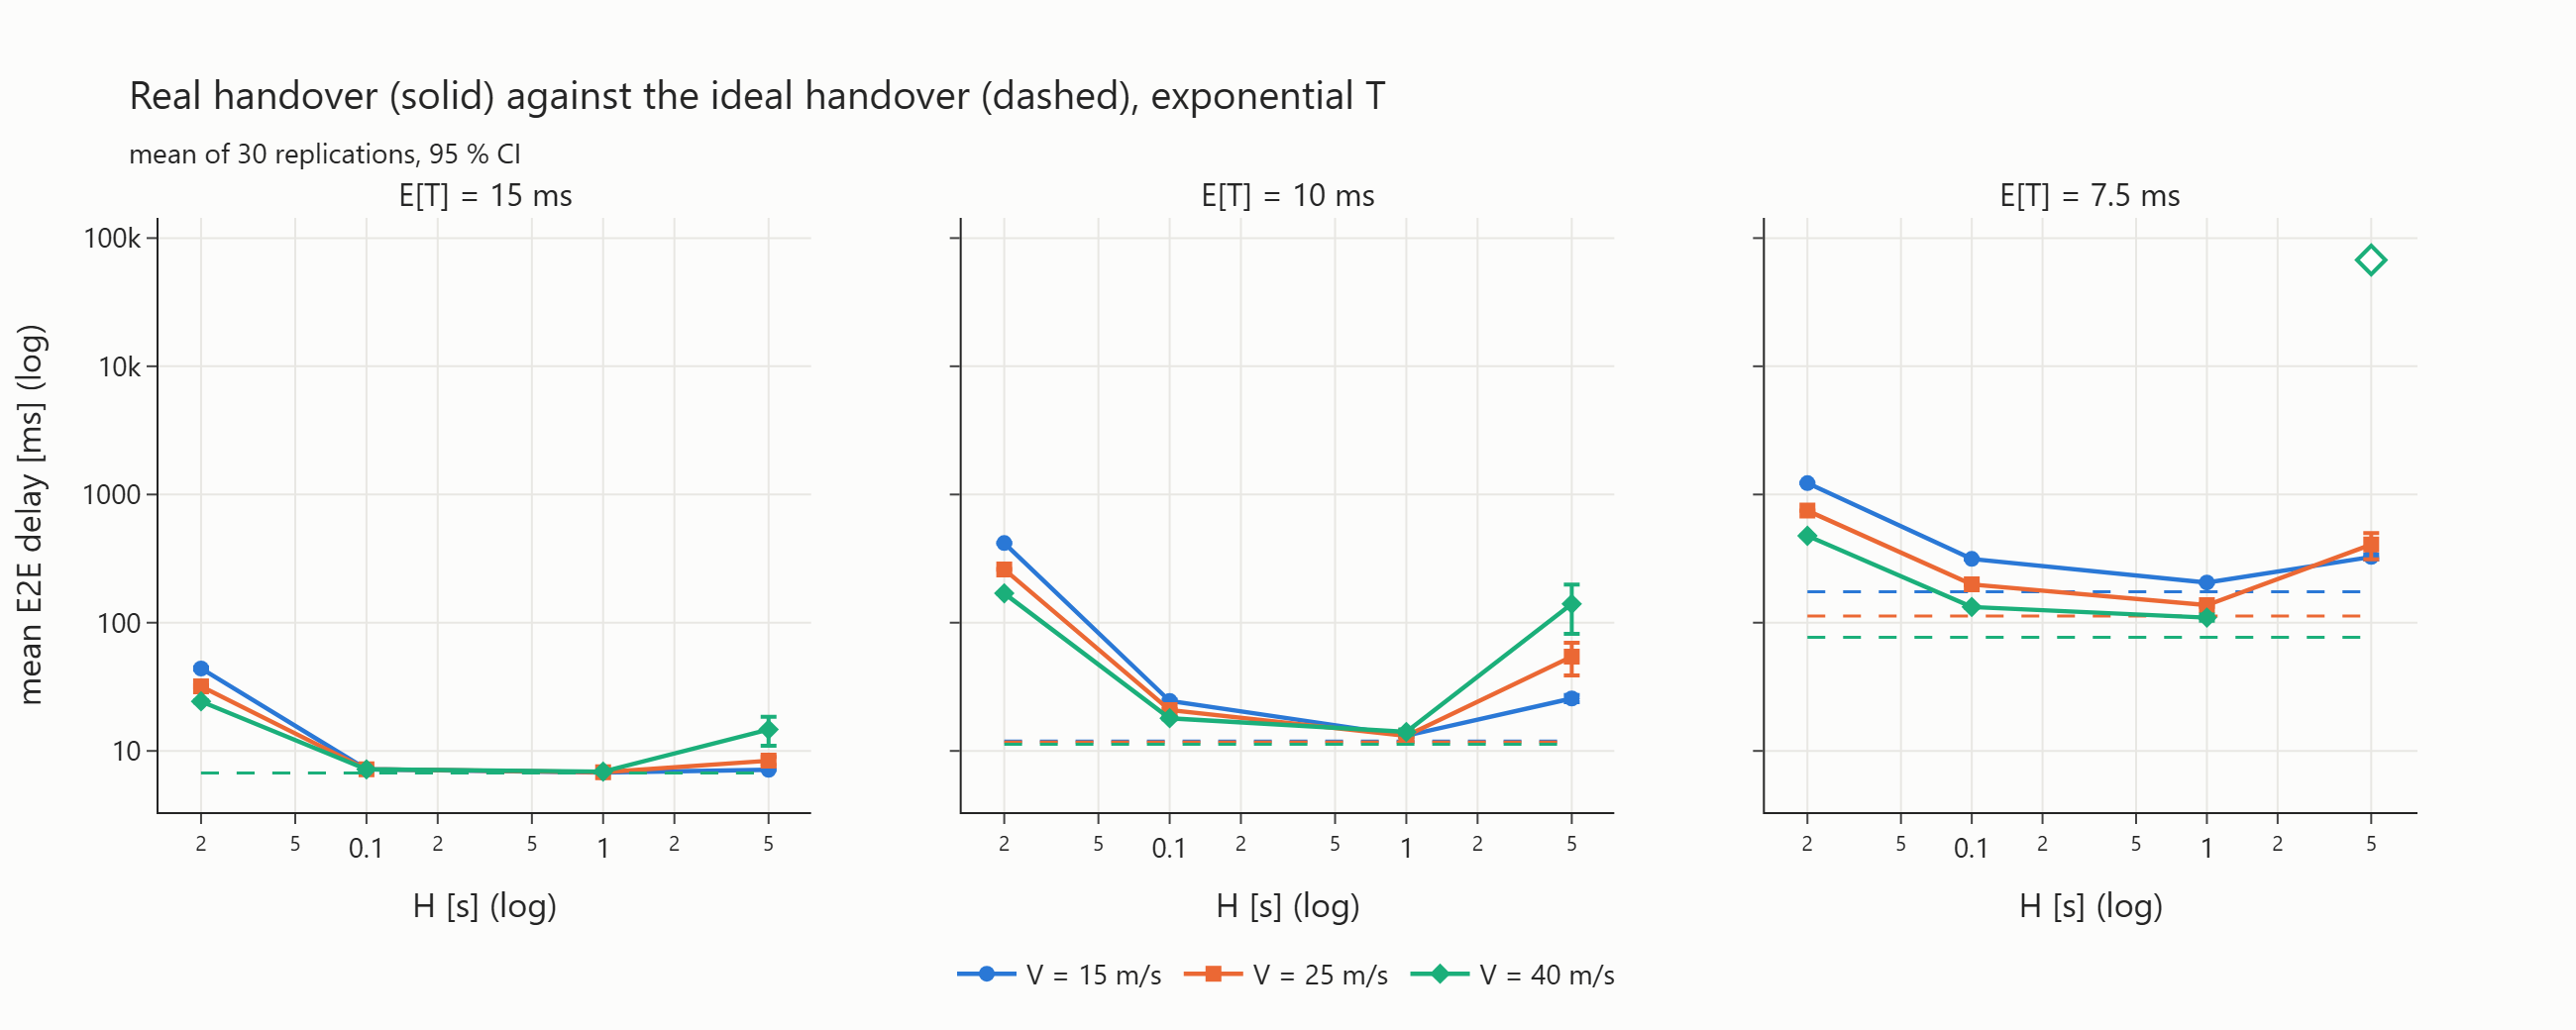 Real handover (solid) against the ideal handover (dashed), exponential T
mean of 30 replications, 95 % CI
E[T] = 15 ms
E[T] = 10 ms
E[T] = 7.5 ms
mean E2E delay [ms] (log)
100k
10k
1000
100
10
2 5 0.1 2 5 1 2 5
2 5 0.1 2 5 1 2 5
2 5 0.1 2 5 1 2 5
H [s] (log)
H [s] (log)
H [s] (log)
V = 15 m/s V = 25 m/s V = 40 m/s